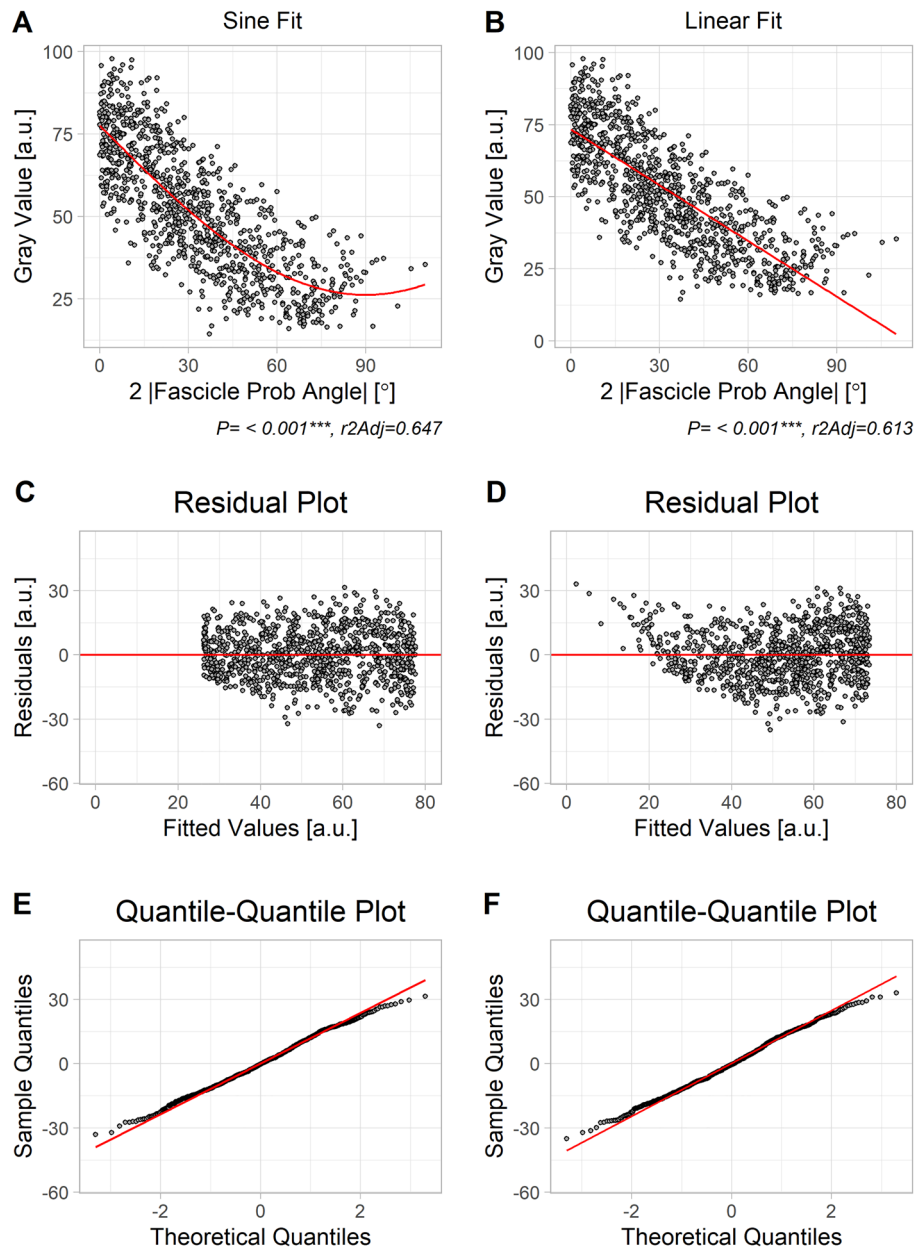 A Sine Fit
B Linear Fit
Gray Value [a.u.]
100
75
50
25
0 30 60 90
2 |Fascicle Prob Angle| [°]
P= < 0.001***, r2Adj=0.647
Gray Value [a.u.]
100
75
50
25
0
0 30 60 90
2 |Fascicle Prob Angle| [°]
P= < 0.001***, r2Adj=0.613
C Residual Plot
Residuals [a.u.]
30
0
-30
-60
0 20 40 60 80
Fitted Values [a.u.]
D Residual Plot
Residuals [a.u.]
30
0
-30
-60
0 20 40 60 80
Fitted Values [a.u.]
E Quantile-Quantile Plot
Sample Quantiles
30
0
-30
-60
-2 0 2
Theoretical Quantiles
F Quantile-Quantile Plot
Sample Quantiles
30
0
-30
-60
-2 0 2
Theoretical Quantiles